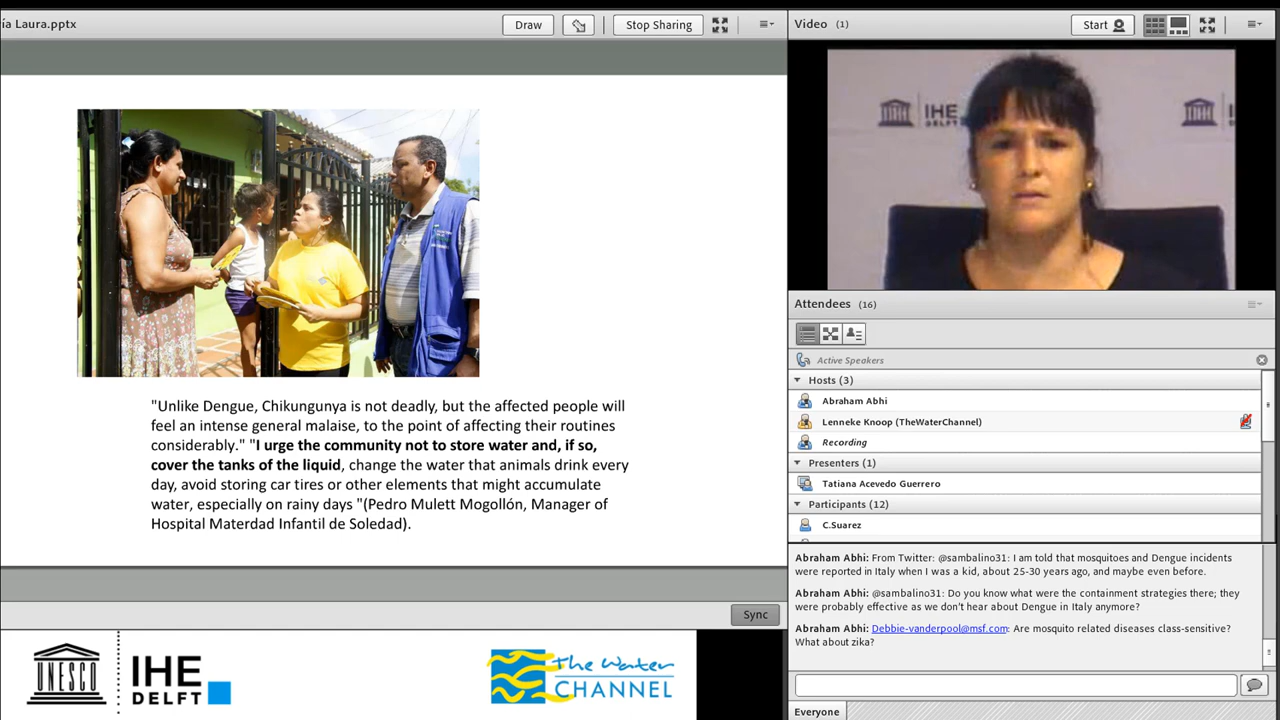 ía Laura.pptx
Draw
Stop Sharing
"Unlike Dengue, Chikungunya is not deadly, but the affected people will
feel an intense general malaise, to the point of affecting their routines
considerably." "I urge the community not to store water and, if so,
cover the tanks of the liquid, change the water that animals drink every
day, avoid storing car tires or other elements that might accumulate
water, especially on rainy days "(Pedro Mulett Mogollón, Manager of
Hospital Materdad Infantil de Soledad).
Sync
UNESCO
IHE
DELFT
The Water
CHANNEL
Video (1)
Start
IHE
DELFT
IHE
Attendees (16)
Active Speakers
Hosts (3)
Abraham Abhi
Lenneke Knoop (TheWaterChannel)
Recording
Presenters (1)
Tatiana Acevedo Guerrero
Participants (12)
C.Suarez
Abraham Abhi: From Twitter: @sambalino31: I am told that mosquitoes and Dengue incidents
were reported in Italy when I was a kid, about 25-30 years ago, and maybe even before.
Abraham Abhi: @sambalino31: Do you know what were the containment strategies there; they
were probably effective as we don't hear about Dengue in Italy anymore?
Abraham Abhi: Debbie-vanderpool@msf.com: Are mosquito related diseases class-sensitive?
What about zika?
Everyone